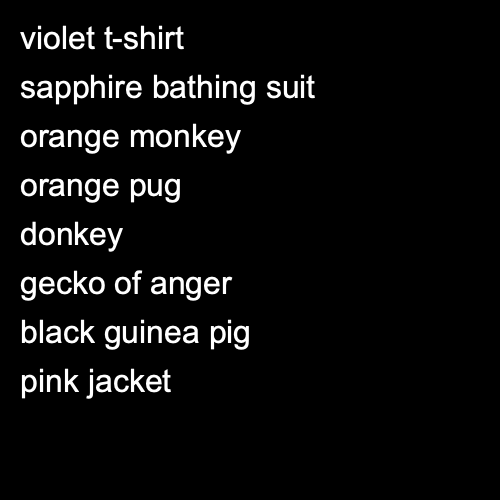 violet t-shirt
sapphire bathing suit
orange monkey
orange pug
donkey
gecko of anger
black guinea pig
pink jacket